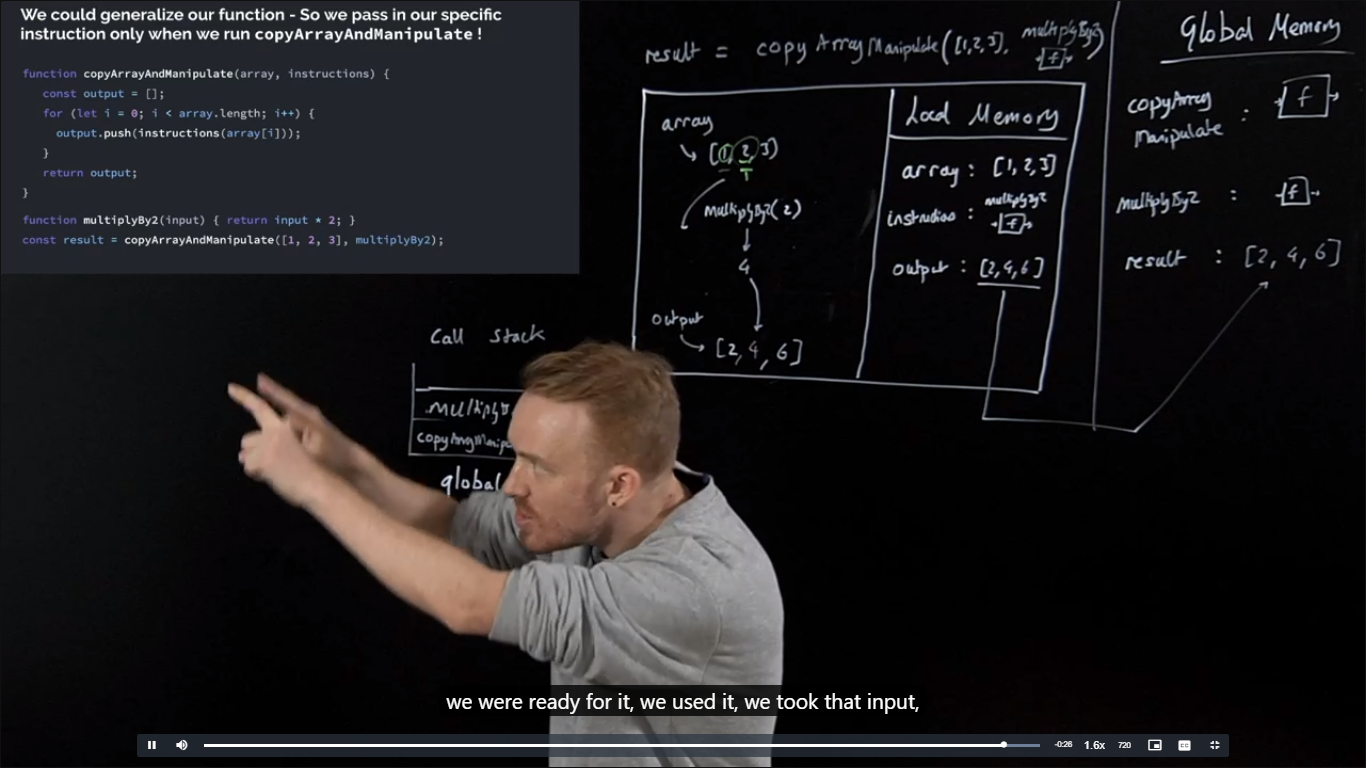 We could generalize our function - So we pass in our specific
instruction only when we run copyArrayAndManipulate!
function copyArrayAndManipulate(array, instructions) {
const output = [];
for (let i = 0; i < array.length; i++) {
output.push(instructions(array[i]));
}
return output;
}
function multiplyBy2(input) { return input * 2; }
const result = copyArrayAndManipulate([1, 2, 3], multiplyBy2);
result = copyArrayManipulate([1,2,3], multiplyBy2)
f
array
[1, 2, 3]
multiplyBy2(2)
4
output
[2, 4, 6]
Local Memory
array : [1, 2, 3]
multiplyBy2
instruction : f
output : [2, 4, 6]
Global Memory
copyArray
Manipulate : f
multiplyBy2 : f
result : [2, 4, 6]
Call Stack
global
we were ready for it, we used it, we took that input,
-0:26 1.6x 720 CC